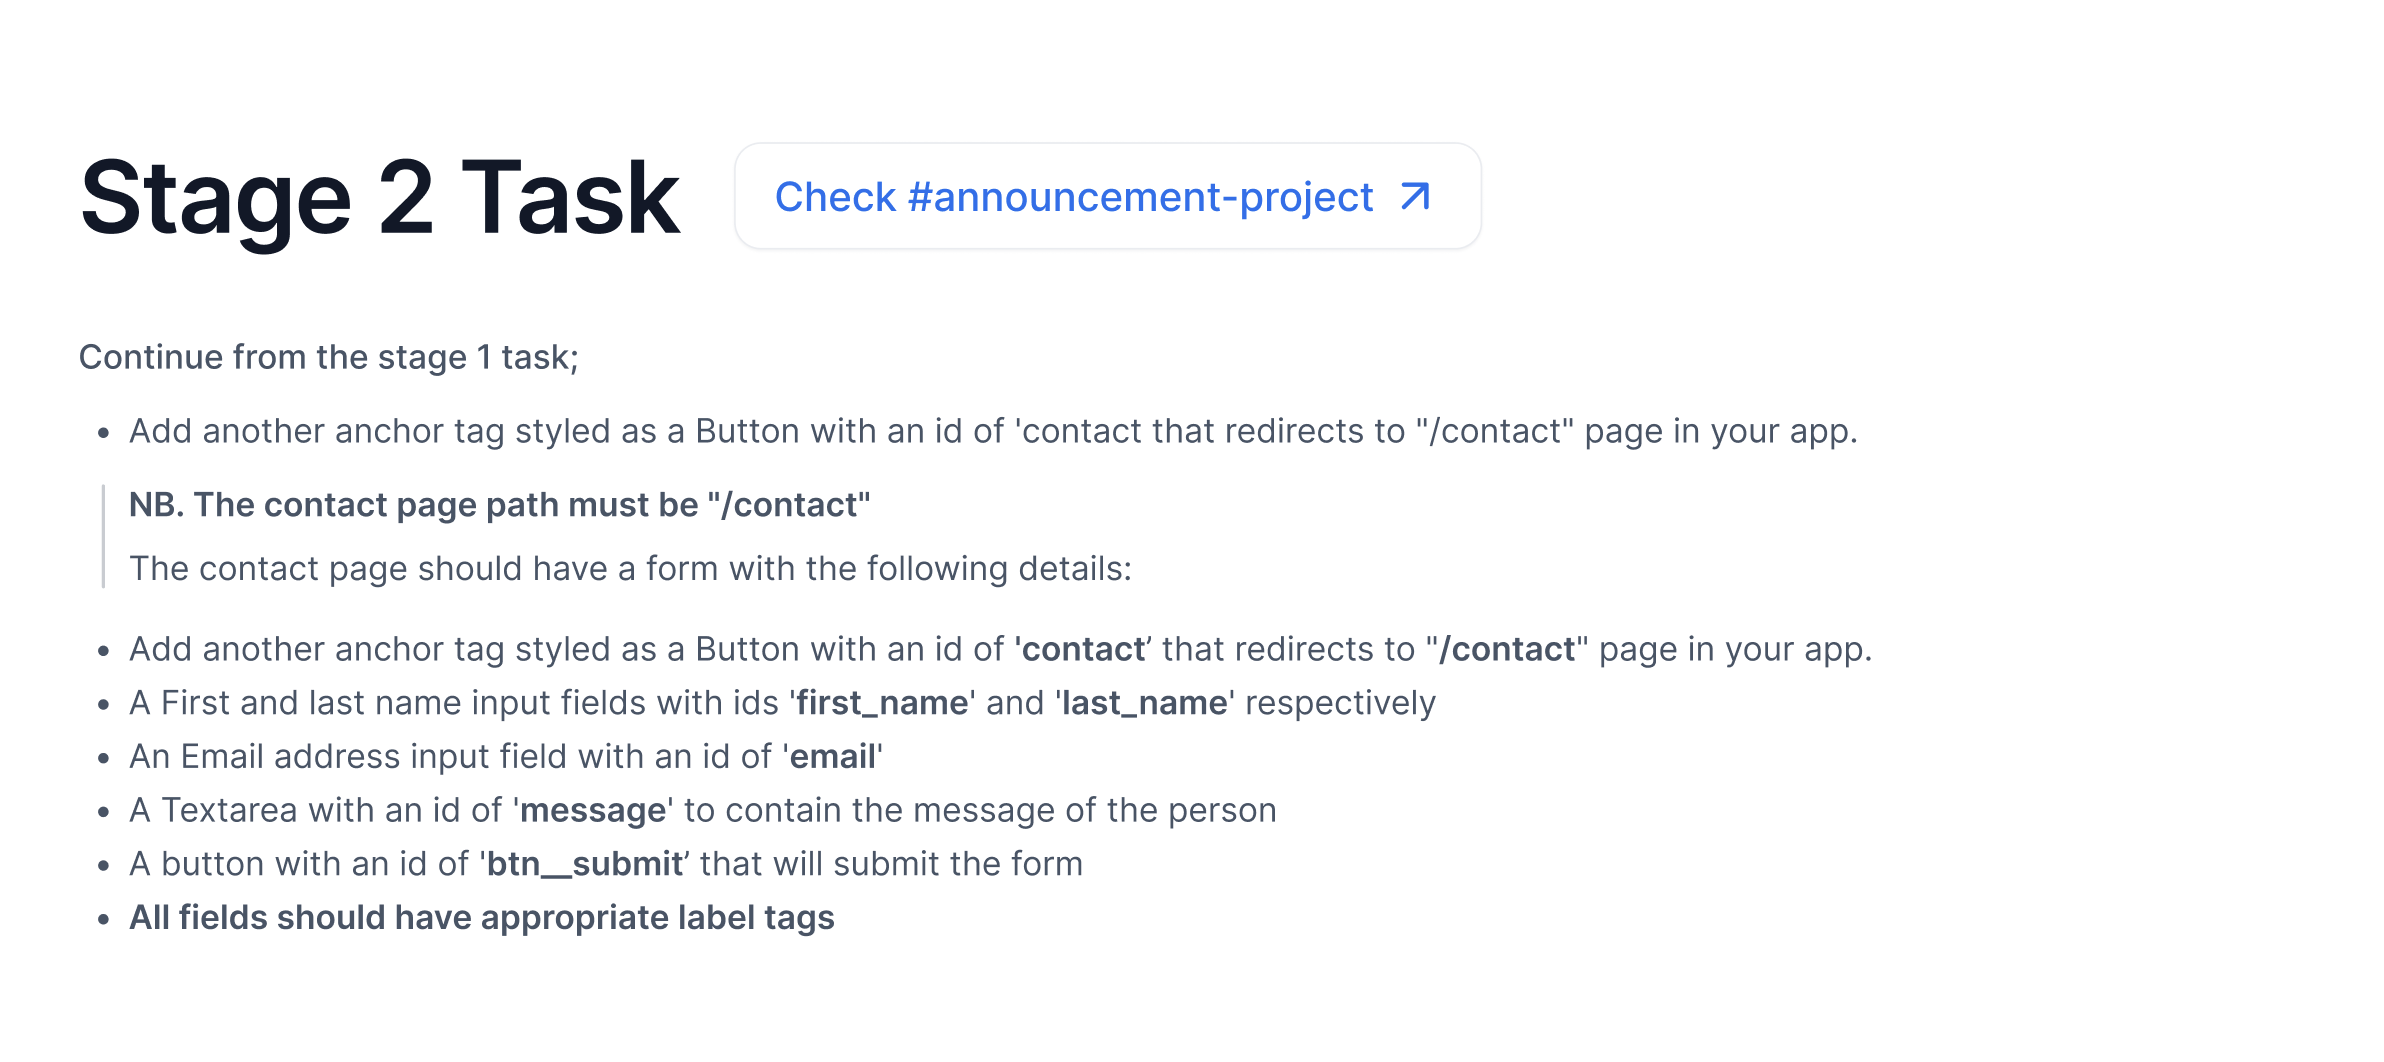 Stage 2 Task
Check #announcement-project
Continue from the stage 1 task;
• Add another anchor tag styled as a Button with an id of 'contact that redirects to "/contact" page in your app.
NB. The contact page path must be "/contact"
The contact page should have a form with the following details:
• Add another anchor tag styled as a Button with an id of 'contact’ that redirects to "/contact" page in your app.
• A First and last name input fields with ids 'first_name' and 'last_name' respectively
• An Email address input field with an id of 'email'
• A Textarea with an id of 'message' to contain the message of the person
• A button with an id of 'btn__submit’ that will submit the form
• All fields should have appropriate label tags